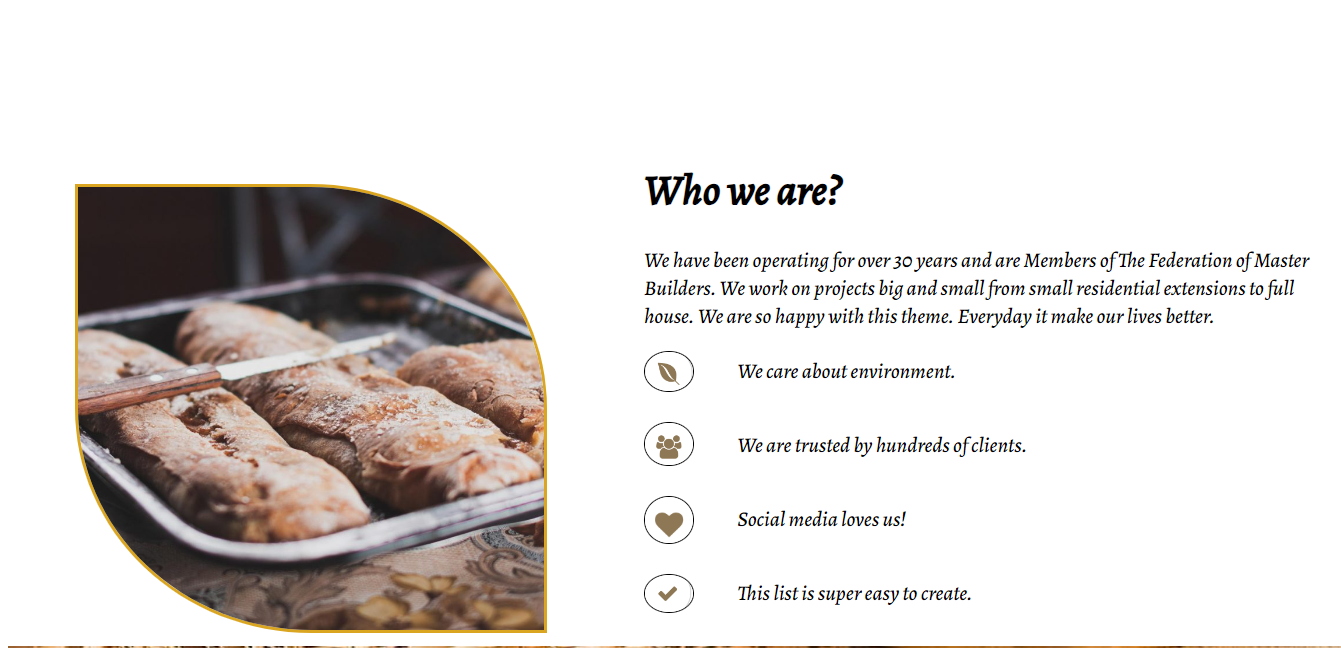 Who we are?
We have been operating for over 30 years and are Members of The Federation of Master
Builders. We work on projects big and small from small residential extensions to full
house. We are so happy with this theme. Everyday it make our lives better.
We care about environment.
We are trusted by hundreds of clients.
Social media loves us!
This list is super easy to create.